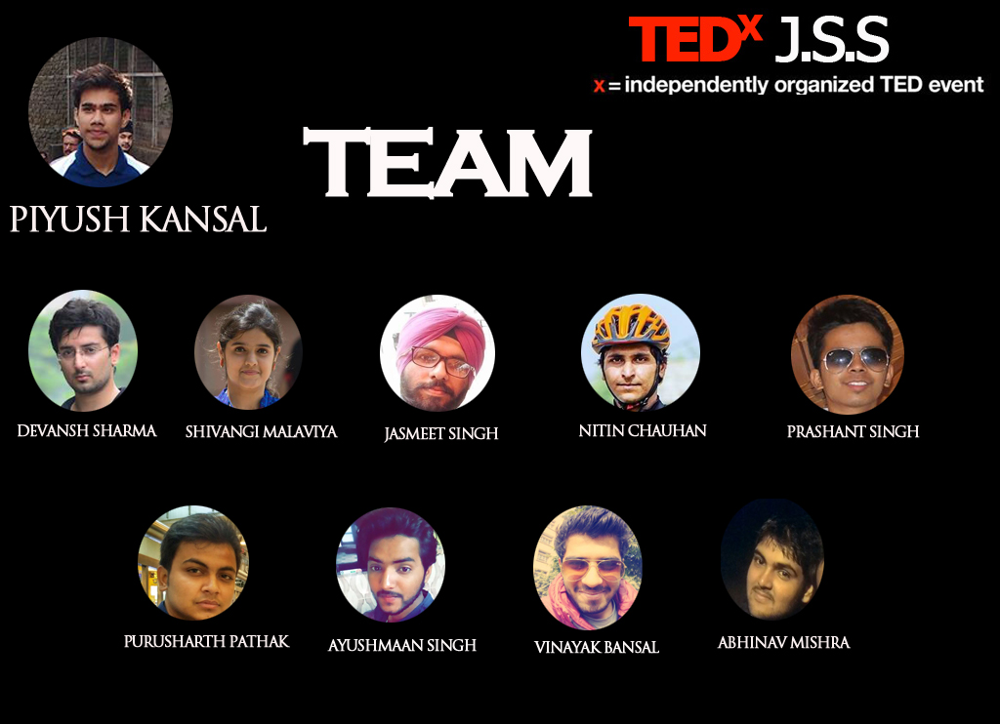 TEDx J.S.S
x = independently organized TED event
TEAM
PIYUSH KANSAL
DEVANSH SHARMA
SHIVANGI MALAVIYA
JASMEET SINGH
NITIN CHAUHAN
PRASHANT SINGH
PURUSHARTH PATHAK
AYUSHMAAN SINGH
VINAYAK BANSAL
ABHINAV MISHRA